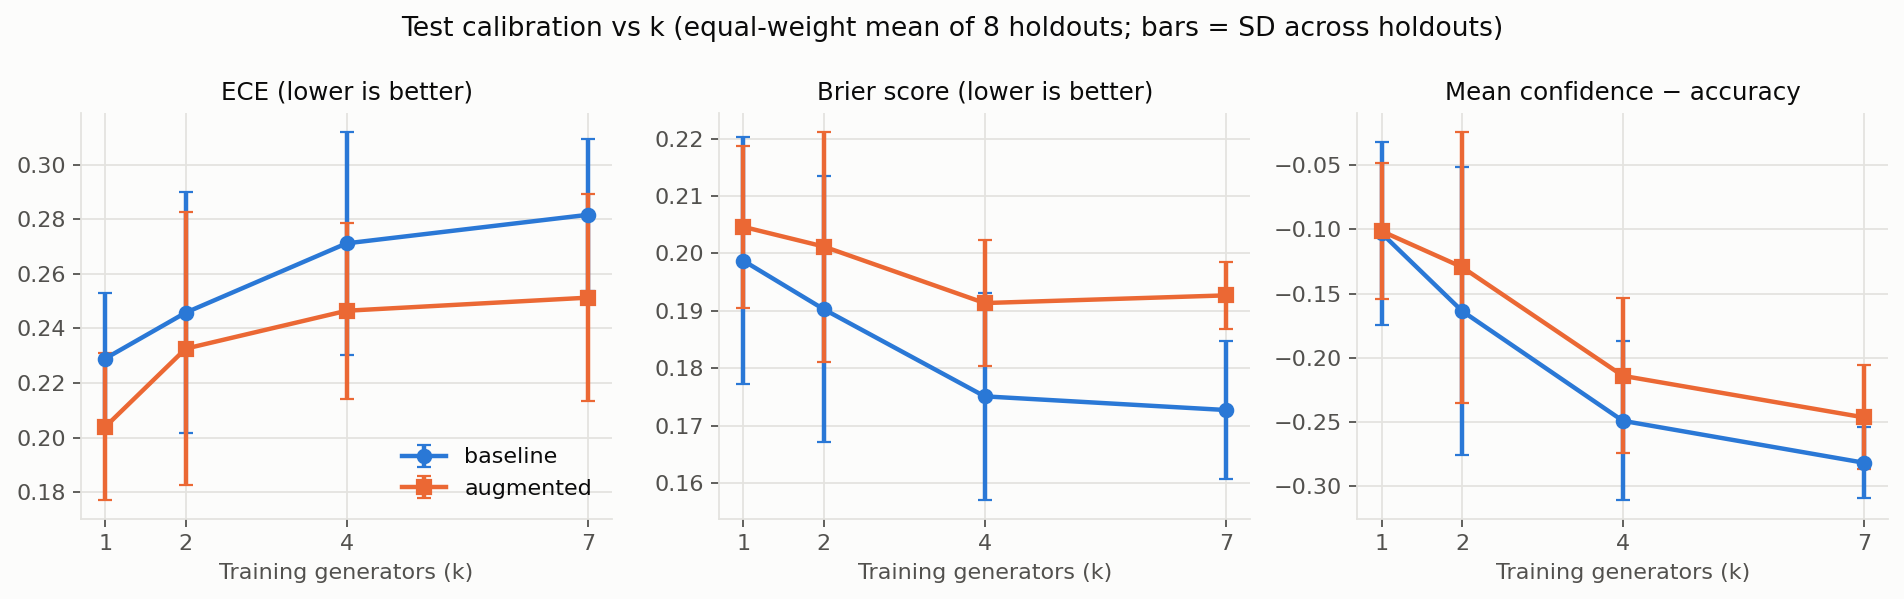 Test calibration vs k (equal-weight mean of 8 holdouts; bars = SD across holdouts)
ECE (lower is better)
0.30
0.28
0.26
0.24
0.22
0.20
0.18
baseline
augmented
1 2 4 7
Training generators (k)
Brier score (lower is better)
0.22
0.21
0.20
0.19
0.18
0.17
0.16
1 2 4 7
Training generators (k)
Mean confidence − accuracy
−0.05
−0.10
−0.15
−0.20
−0.25
−0.30
1 2 4 7
Training generators (k)